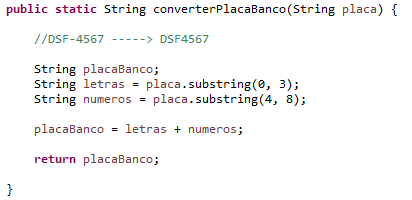 public static String converterPlacaBanco(String placa) {
//DSF-4567 -----> DSF4567
String placaBanco;
String letras = placa.substring(0, 3);
String numeros = placa.substring(4, 8);
placaBanco = letras + numeros;
return placaBanco;
}